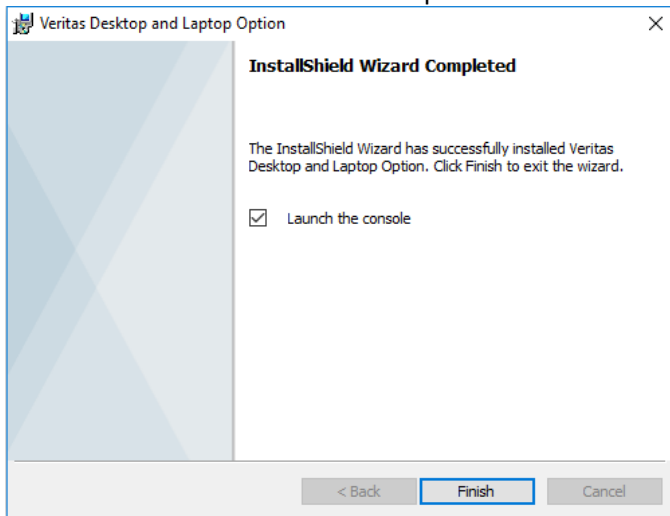 Veritas Desktop and Laptop Option
InstallShield Wizard Completed
The InstallShield Wizard has successfully installed Veritas
Desktop and Laptop Option. Click Finish to exit the wizard.
Launch the console
< Back
Finish
Cancel